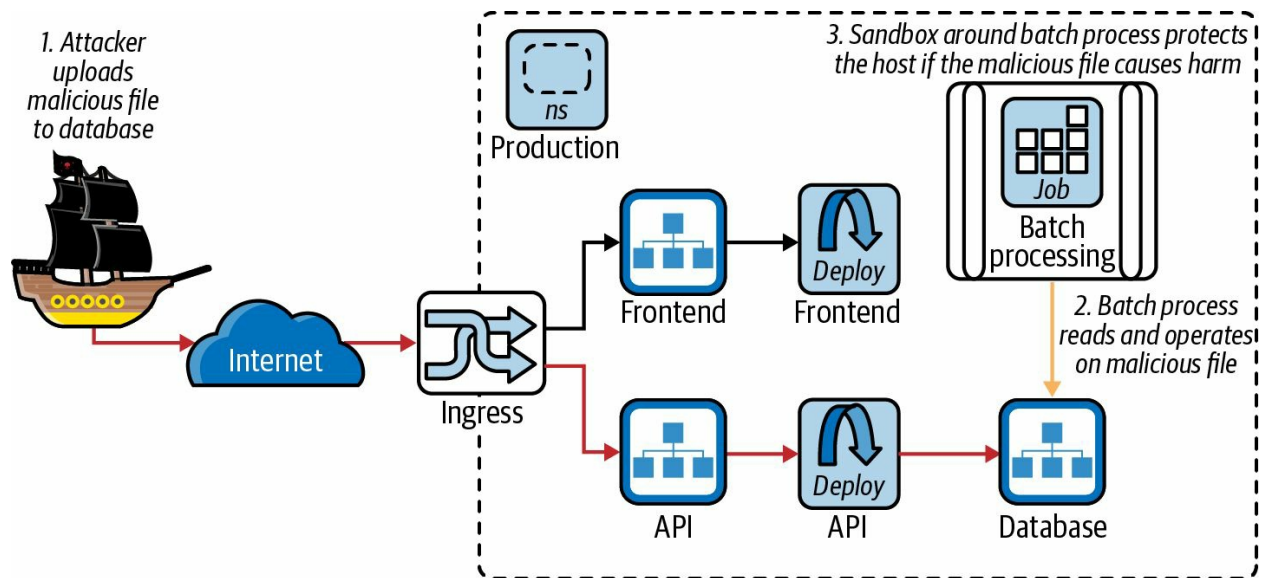 1. Attacker
uploads
malicious file
to database
ns
Production
3. Sandbox around batch process protects
the host if the malicious file causes harm
Job
Batch
processing
Frontend
Deploy
Frontend
2. Batch process
reads and operates
on malicious file
Internet
Ingress
API
Deploy
API
Database